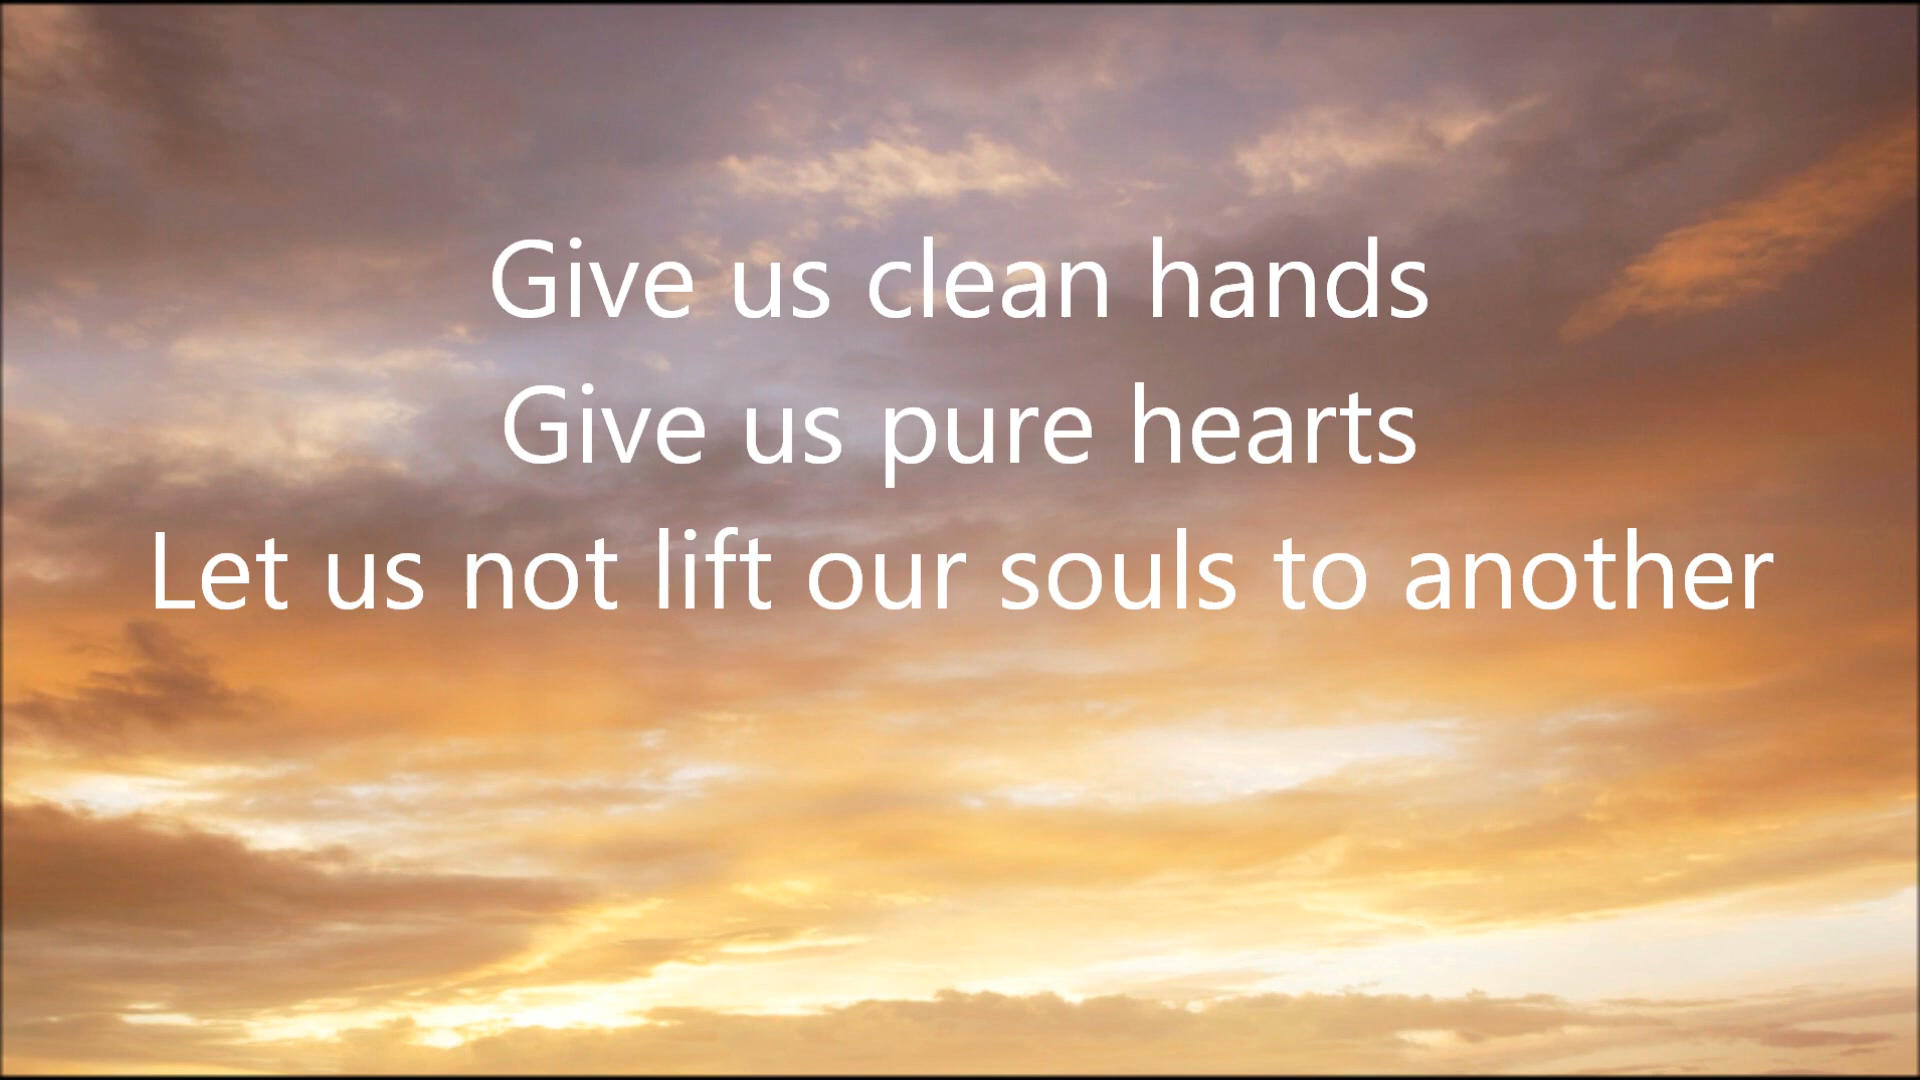 Give us clean hands
Give us pure hearts
Let us not lift our souls to another